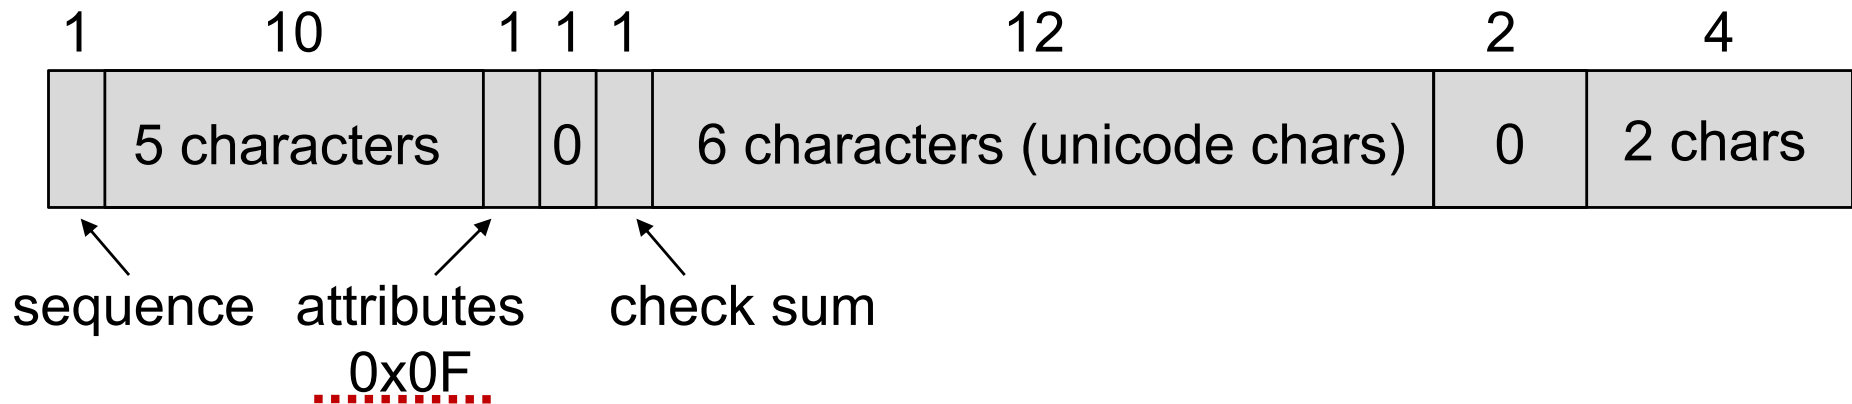 1 10 1 1 1 12 2 4
5 characters 0 6 characters (unicode chars) 0 2 chars
sequence attributes check sum
0x0F